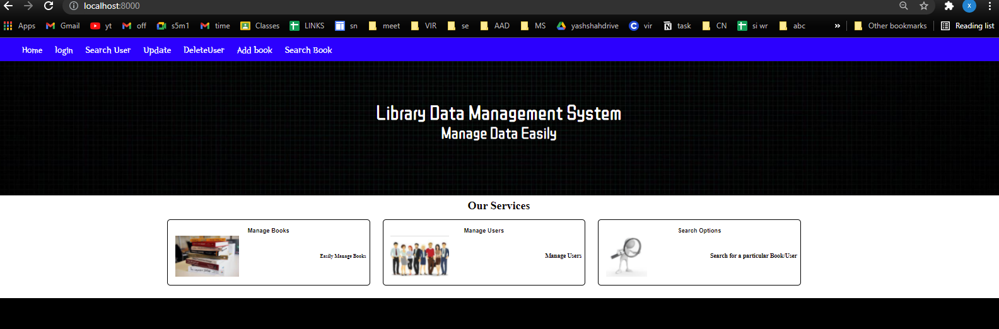 localhost:8000
Apps Gmail yt off s5m1 time Classes LINKS sn meet VIR se AAD MS yashshahdrive vir task CN si wr abc » Other bookmarks Reading list
Home login Search User Update DeleteUser Add book Search Book
Library Data Management System
Manage Data Easily
Our Services
Manage Books
Easily Manage Books
Manage Users
Manage Users
Search Options
Search for a particular Book/User